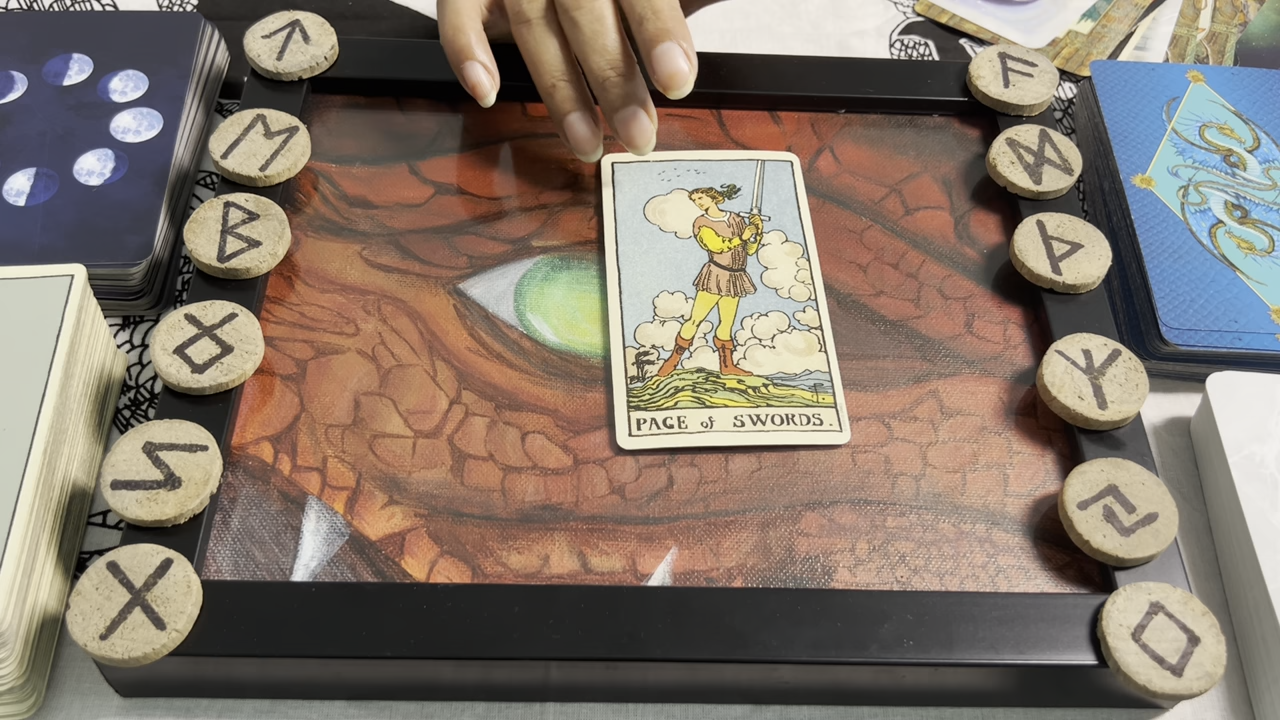 ᛏ
ᛖ
ᛒ
ᛟ
ᛊ
ᚷ
PAGE of SWORDS.
ᚨ
ᛞ
ᚦ
ᛉ
ᛃ
ᛜ